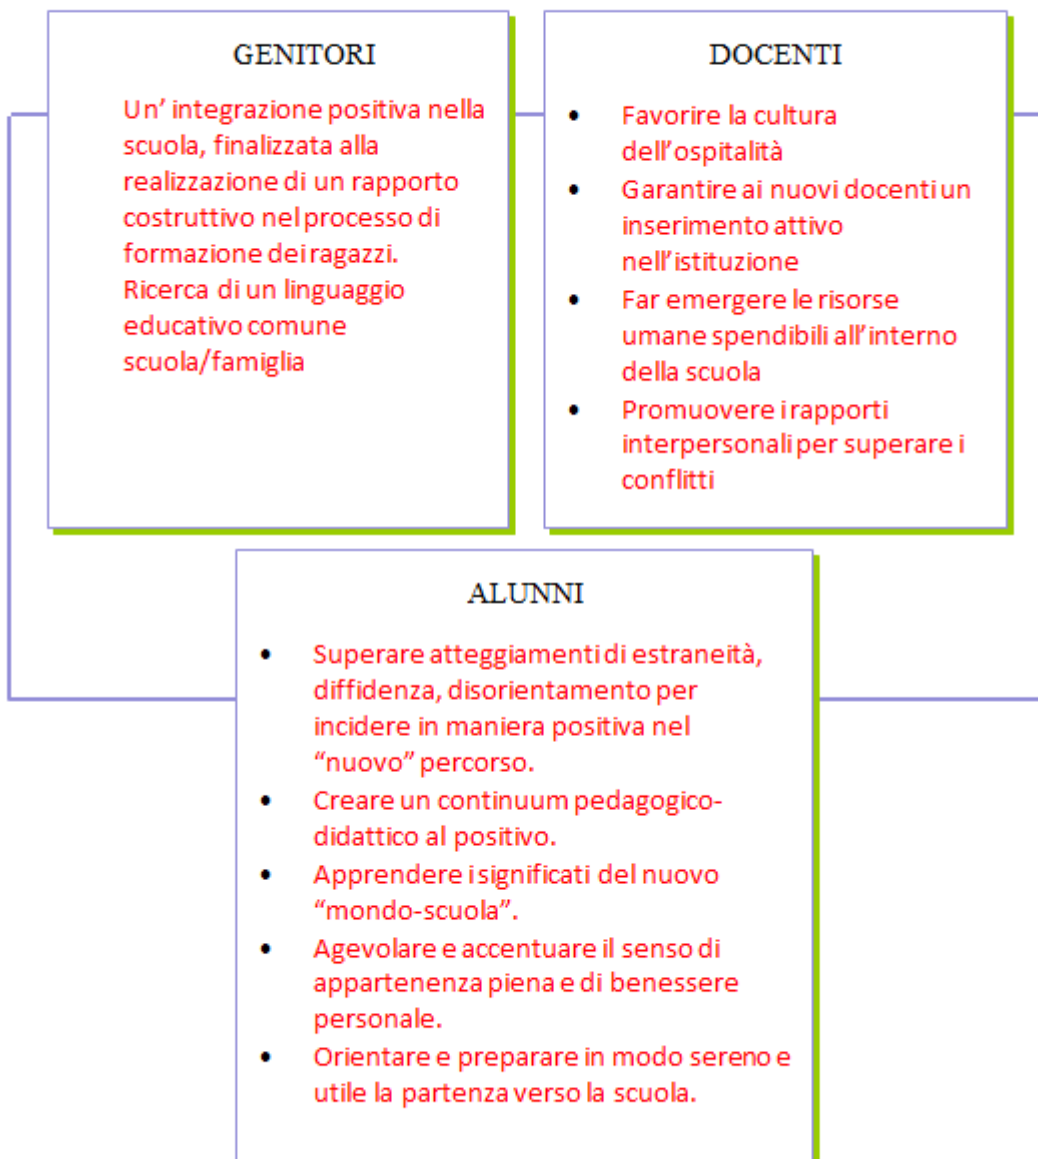 GENITORI
Un’ integrazione positiva nella
scuola, finalizzata alla
realizzazione di un rapporto
costruttivo nel processo di
formazione dei ragazzi.
Ricerca di un linguaggio
educativo comune
scuola/famiglia
DOCENTI
• Favorire la cultura
dell’ospitalità
• Garantire ai nuovi docenti un
inserimento attivo
nell’istituzione
• Far emergere le risorse
umane spendibili all’interno
della scuola
• Promuovere i rapporti
interpersonali per superare i
conflitti
ALUNNI
• Superare atteggiamenti di estraneità,
diffidenza, disorientamento per
incidere in maniera positiva nel
“nuovo” percorso.
• Creare un continuum pedagogico-
didattico al positivo.
• Apprendere i significati del nuovo
“mondo-scuola”.
• Agevolare e accentuare il senso di
appartenenza piena e di benessere
personale.
• Orientare e preparare in modo sereno e
utile la partenza verso la scuola.